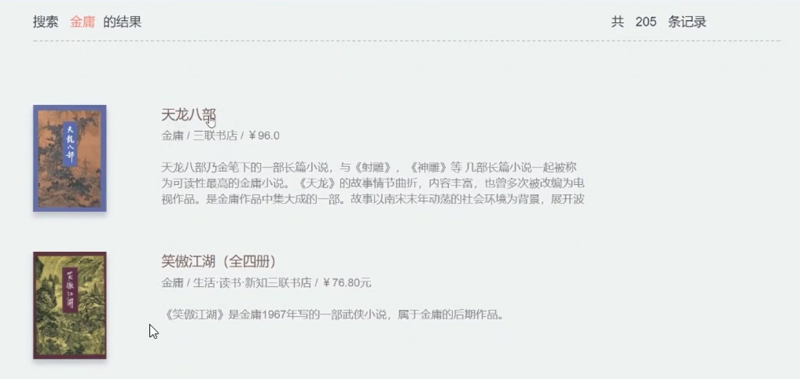 搜索 金庸 的结果
共 205 条记录
天龙八部
金庸 / 三联书店 / ￥96.0
天龙八部乃金笔下的一部长篇小说，与《射雕》，《神雕》等 几部长篇小说一起被称
为可读性最高的金庸小说。《天龙》的故事情节曲折，内容丰富，也曾多次被改编为电
视作品。是金庸作品中集大成的一部。故事以南宋末年动荡的社会环境为背景，展开波
天龙八部
笑傲江湖（全四册）
金庸 / 生活·读书·新知三联书店 / ￥76.80元
《笑傲江湖》是金庸1967年写的一部武侠小说，属于金庸的后期作品。
笑傲江湖